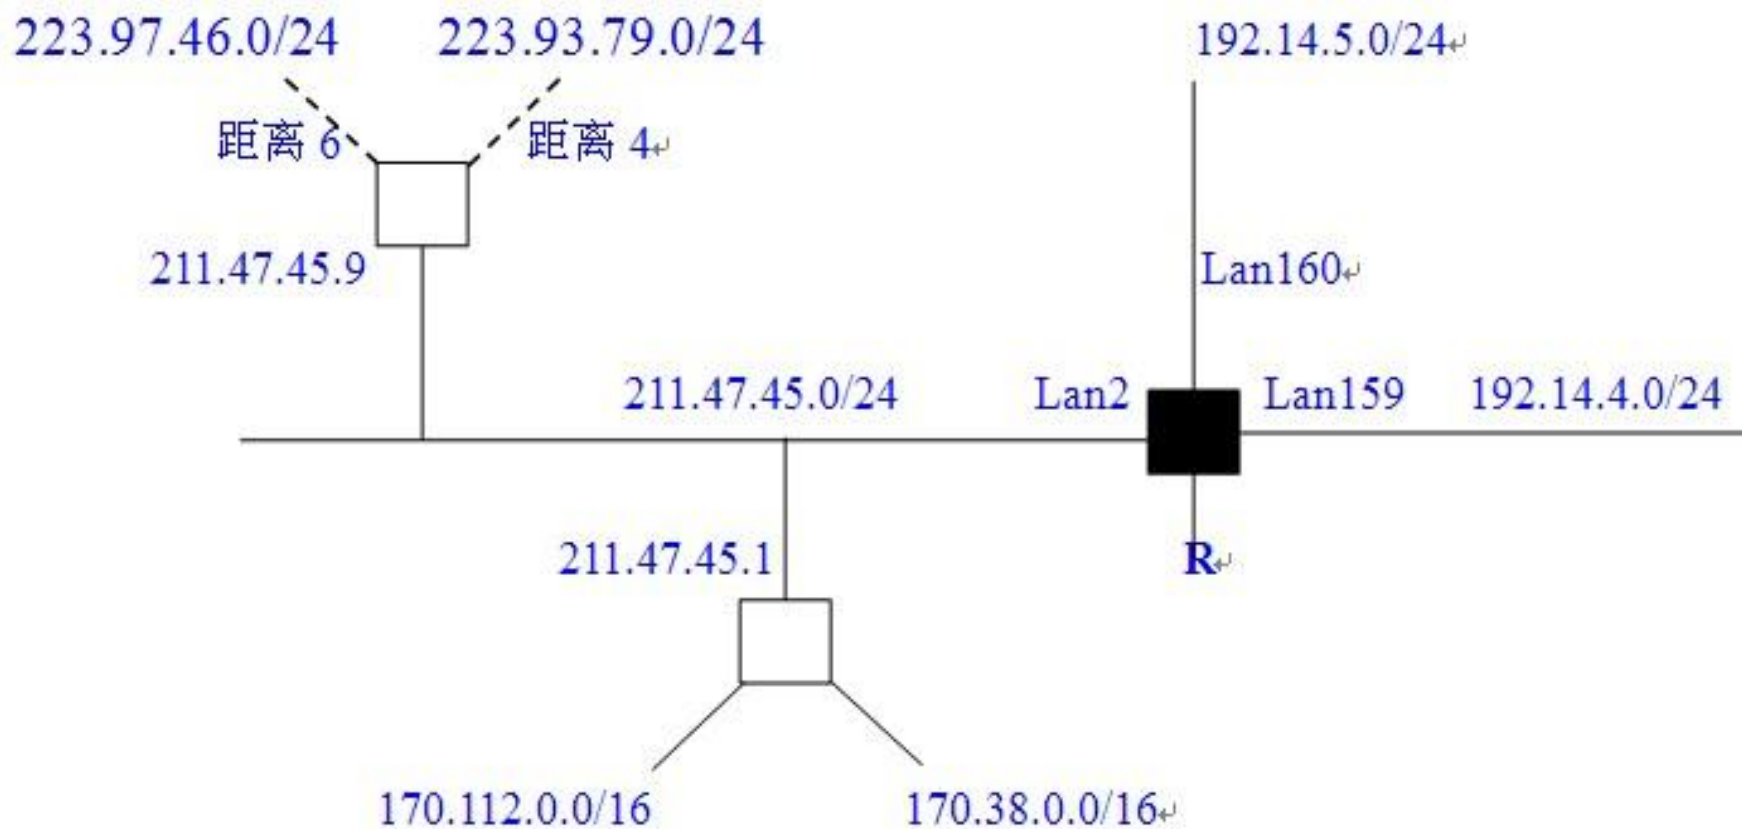 223.97.46.0/24 223.93.79.0/24 192.14.5.0/24↵
距离 6 距离 4↵
211.47.45.9 Lan160↵
211.47.45.0/24 Lan2 Lan159 192.14.4.0/24
211.47.45.1 R↵
170.112.0.0/16 170.38.0.0/16↵